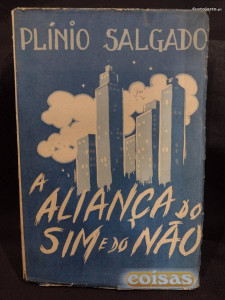 PLÍNIO SALGADO
A
ALIANÇA do
SIM E DO NÃO
coisas